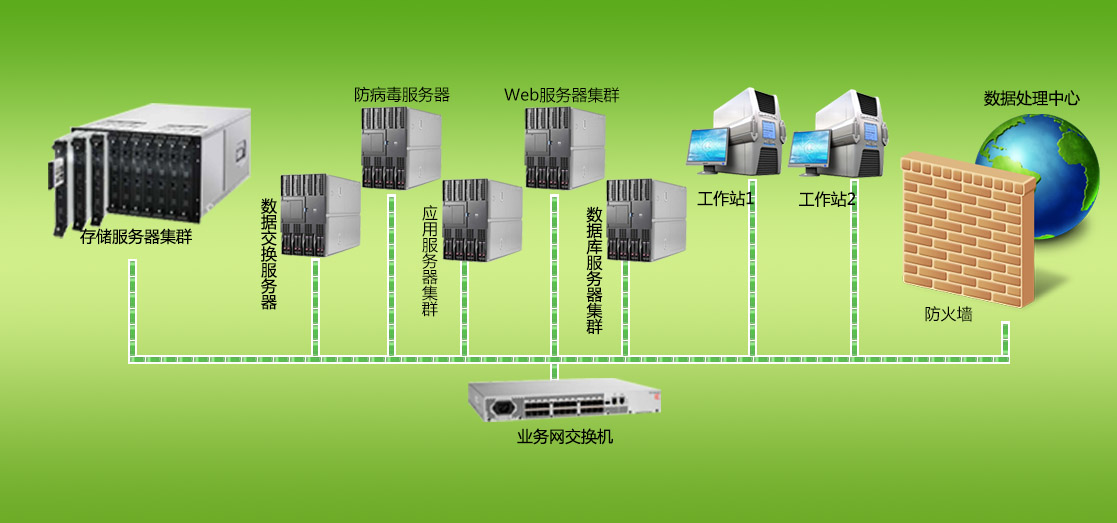 防病毒服务器
Web服务器集群
数据处理中心
存储服务器集群
数据交换服务器
应用服务器集群
数据库服务器集群
工作站1
工作站2
防火墙
业务网交换机